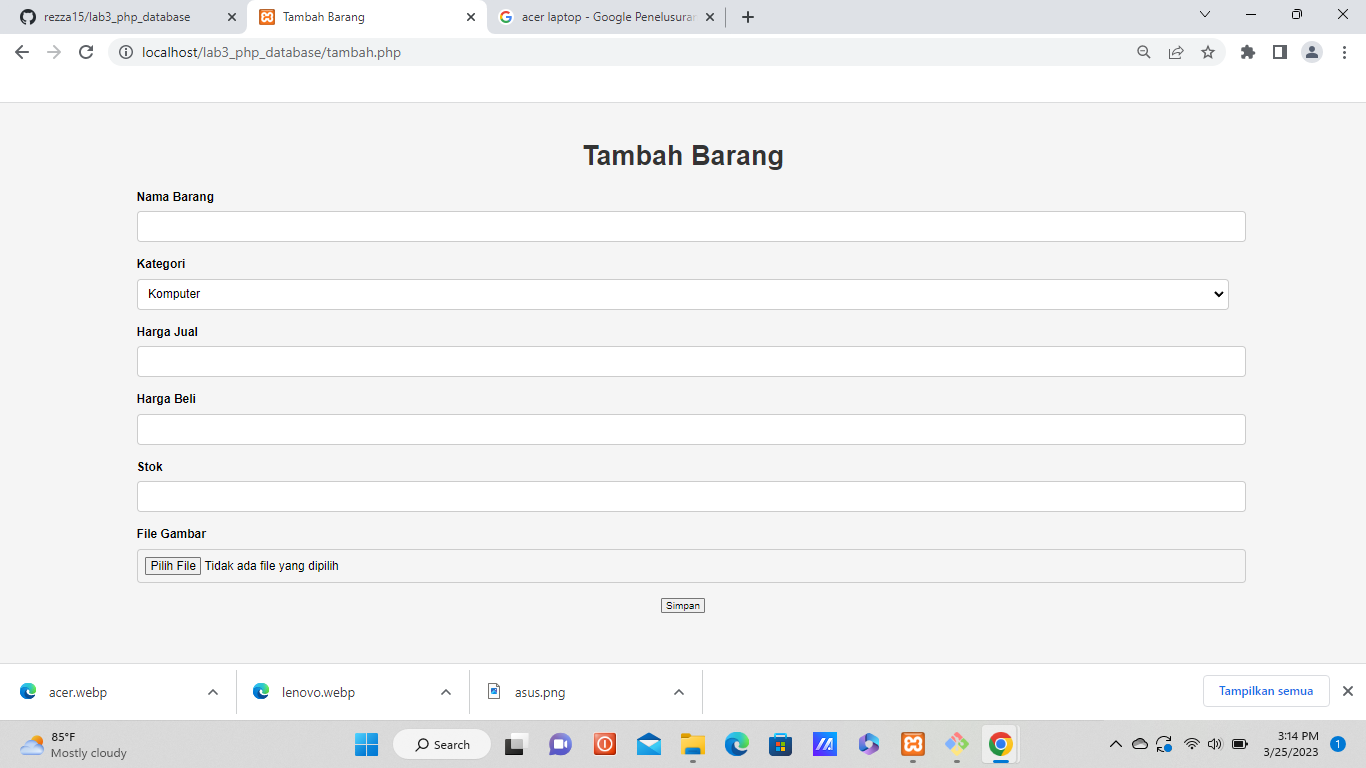 rezza15/lab3_php_database
Tambah Barang
acer laptop - Google Penelusuran
localhost/lab3_php_database/tambah.php
Tambah Barang
Nama Barang
Kategori
Komputer
Harga Jual
Harga Beli
Stok
File Gambar
Pilih File Tidak ada file yang dipilih
Simpan
acer.webp
lenovo.webp
asus.png
Tampilkan semua
85°F
Mostly cloudy
Search
3:14 PM
3/25/2023
1